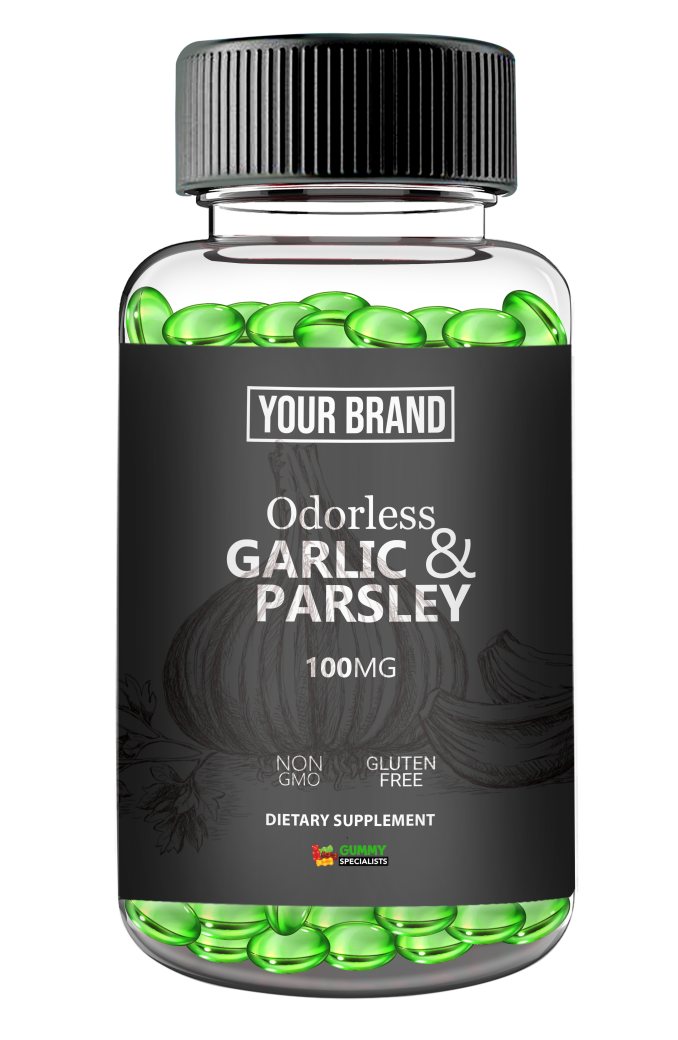 YOUR BRAND
Odorless
GARLIC &
PARSLEY
100MG
NON GMO
GLUTEN FREE
DIETARY SUPPLEMENT
GUMMY
SPECIALISTS